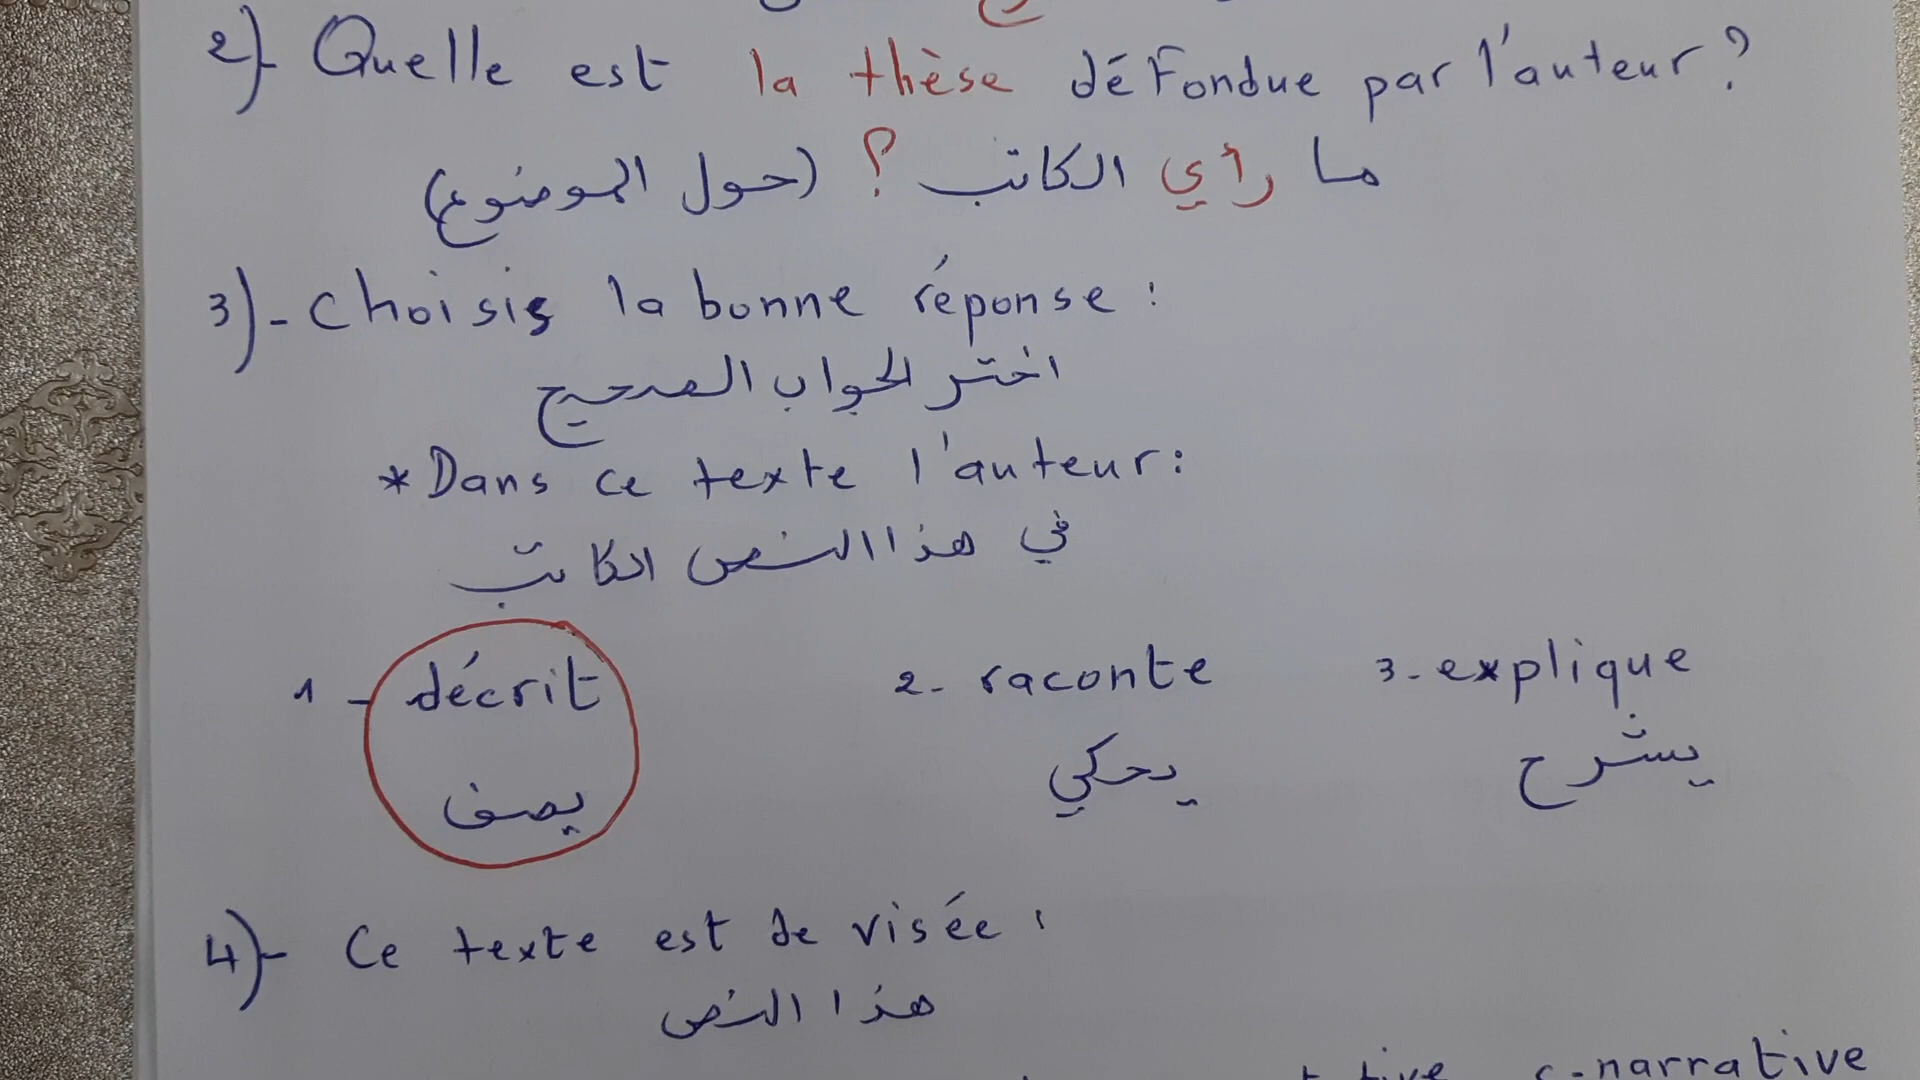 2)- Quelle est la thèse défondue par l'auteur ?
ما رأي الكاتب ؟ (حول الموضوع)
3)- choisis la bonne réponse :
اختر الجواب الصحيح
* Dans ce texte l'auteur :
في هذا النص الكاتب
1 - décrit 2 - raconte 3 - explique
يصف يحكي يشرح
4)- Ce texte est de visée :
هذا النص
c - narrative